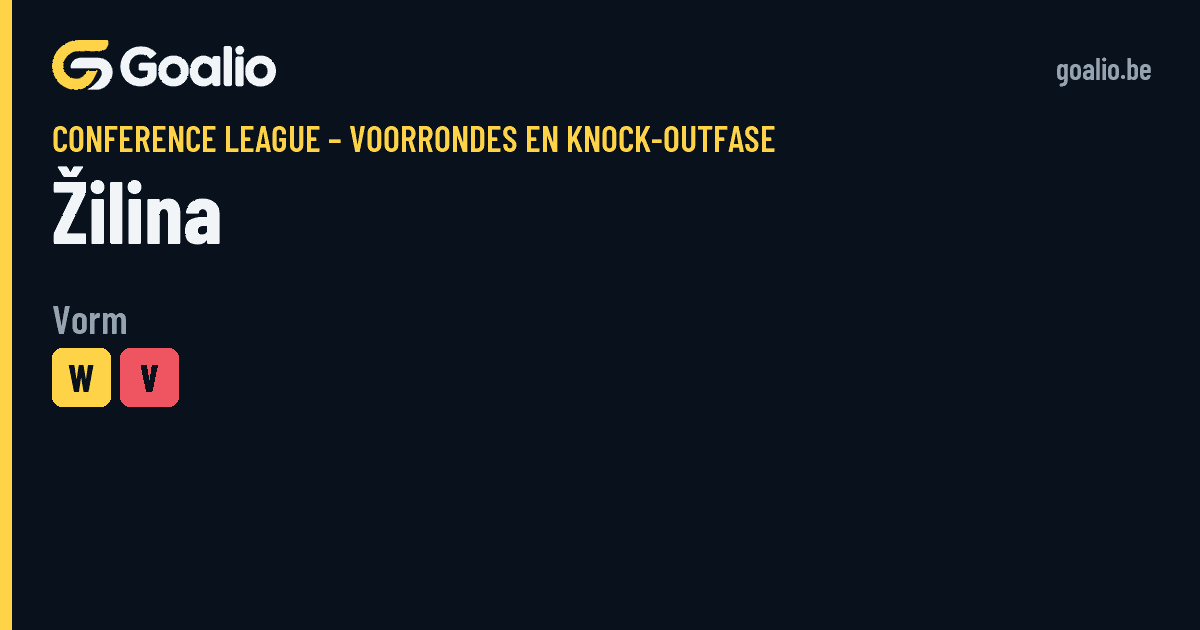 Goalio
goalio.be
CONFERENCE LEAGUE – VOORRONDES EN KNOCK-OUTFASE
Žilina
Vorm
W V